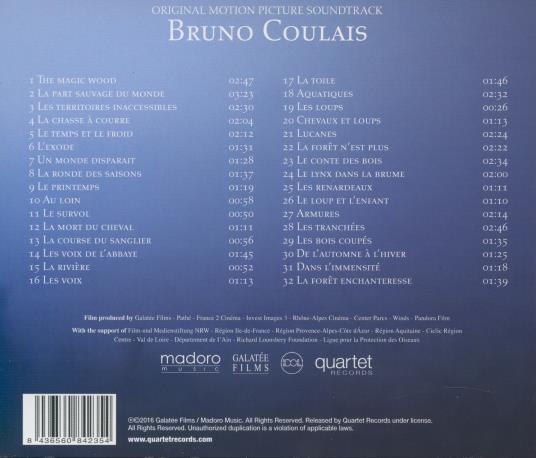 ORIGINAL MOTION PICTURE SOUNDTRACK
BRUNO COULAIS
1 THE MAGIC WOOD 02:47
2 LA PART SAUVAGE DU MONDE 03:23
3 LES TERRITOIRES INACCESSIBLES 02:30
4 LA CHASSE À COURRE 02:04
5 LE TEMPS ET LE FROID 02:12
6 L'EXODE 01:31
7 UN MONDE DISPARAIT 01:28
8 LA RONDE DES SAISONS 01:37
9 LE PRINTEMPS 01:19
10 AU LOIN 00:58
11 LE SURVOL 00:50
12 LA MORT DU CHEVAL 01:11
13 LA COURSE DU SANGLIER 00:56
14 LES VOIX DE L'ABBAYE 01:45
15 LA RIVIÈRE 00:52
16 LES VOIX 01:13
17 LA TOILE 01:46
18 AQUATIQUES 02:32
19 LES LOUPS 00:26
20 CHEVAUX ET LOUPS 01:13
21 LUCANES 02:24
22 LA FORÊT N'EST PLUS 02:22
23 LE CONTE DES BOIS 02:34
24 LE LYNX DANS LA BRUME 02:00
25 LES RENARDEAUX 01:11
26 LE LOUP ET L'ENFANT 01:10
27 ARMURES 02:14
28 LES TRANCHÉES 02:46
29 LES BOIS COUPÉS 01:35
30 DE L'AUTOMNE À L'HIVER 01:25
31 DANS L'IMMENSITÉ 01:18
32 LA FORÊT ENCHANTERESSE 01:39
Film produced by Galatée Films - Pathé - France 2 Cinéma - Invest Images 3 - Rhône-Alpes Cinéma - Center Parcs - Winds - Pandora Film
With the support of Film-und Medienstiftung NRW - Région Ile-de-France - Région Provence-Alpes-Côte dAzur - Région Aquitaine - Ciclic Région
Centre - Val de Loire - Département de l'Ain - Richard Lounsbery Foundation - Ligue pour la Protection des Oiseaux
madoro MUSIC
GALATÉE FILMS
quartet RECORDS
℗©2016 Galatée Films / Madoro Music. All Rights Reserved. Released by Quartet Records under license.
All Rights Reserved. Unauthorized duplication is a violation of applicable laws.
www.quartetrecords.com
8 436560 842354